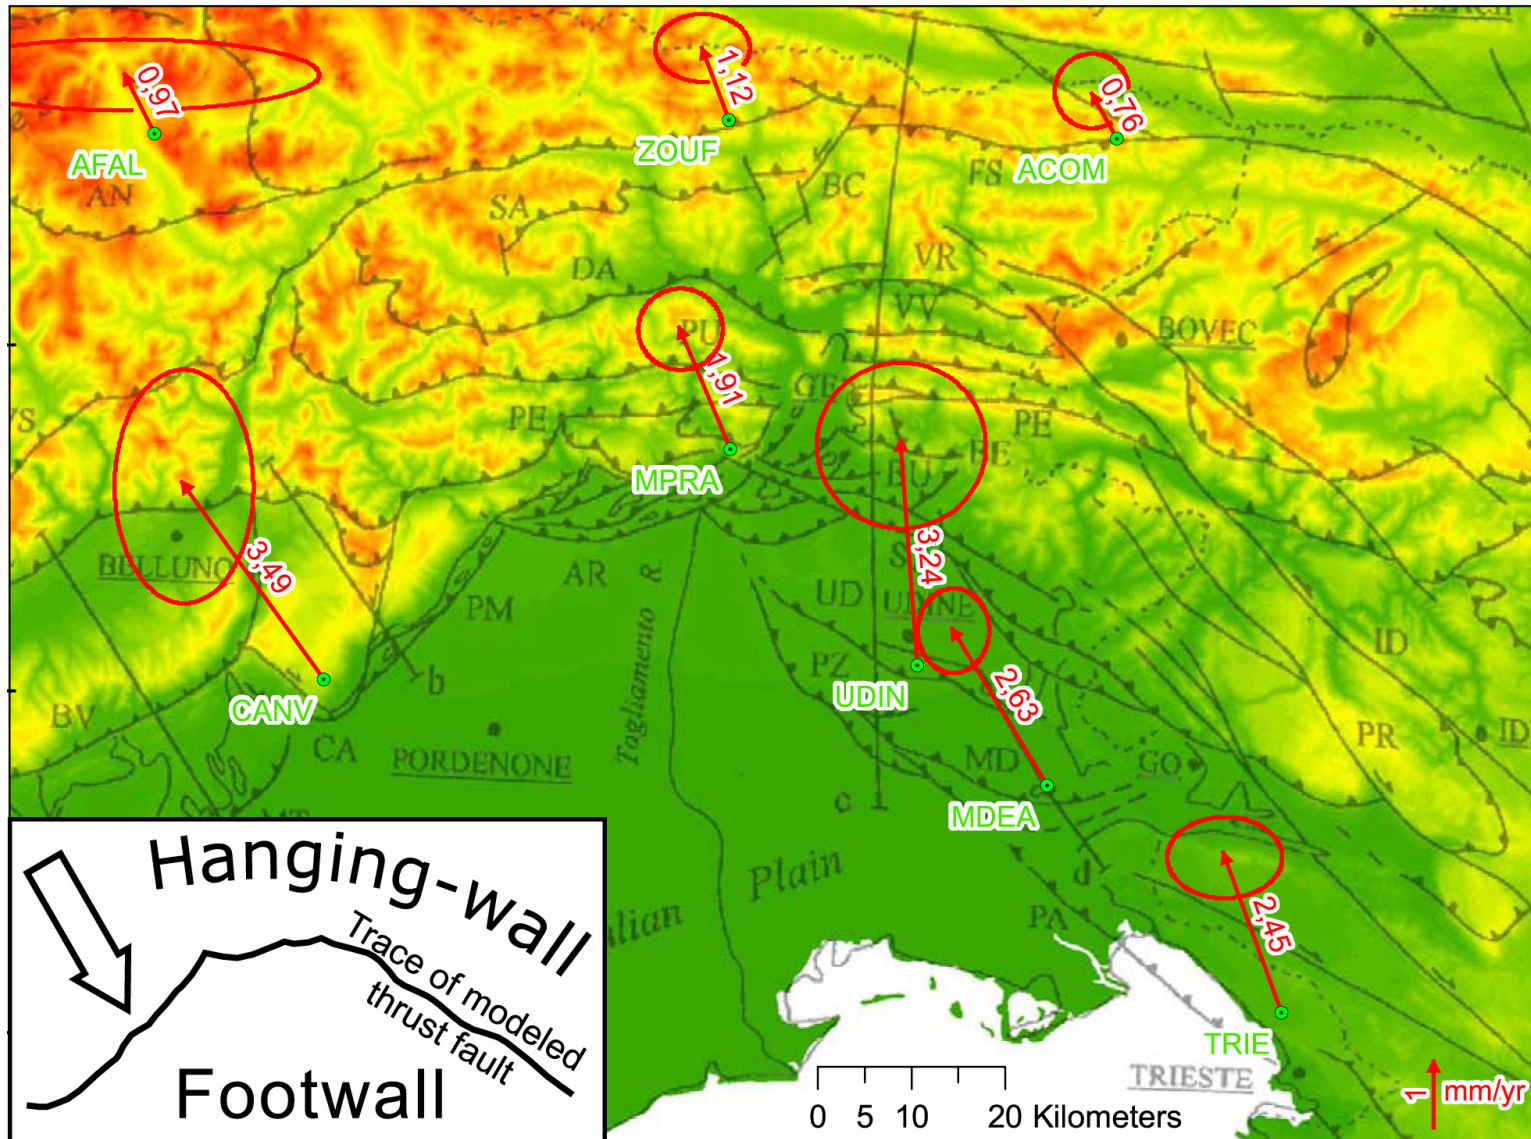 VILLACH
0,97
1,12
0,76
AFAL
ZOUF
ACOM
AN
SA
BC
FS
DA
VR
VV
PU
BOVEC
1,91
GE
VS
PE
PE
BE
MPRA
BU
3,49
3,24
BELLUNO
AR
R
UD
UDINE
PM
ID
PZ
2,63
CANV
b
UDIN
BV
CA
PORDENONE
Tagliamento
MD
GO
PR
ID
c
MDEA
MT
d
Plain
PA
2,45
TRIE
TRIESTE
Hanging-wall
Trace of modeled
thrust fault
Footwall
0 5 10 20 Kilometers
1 mm/yr